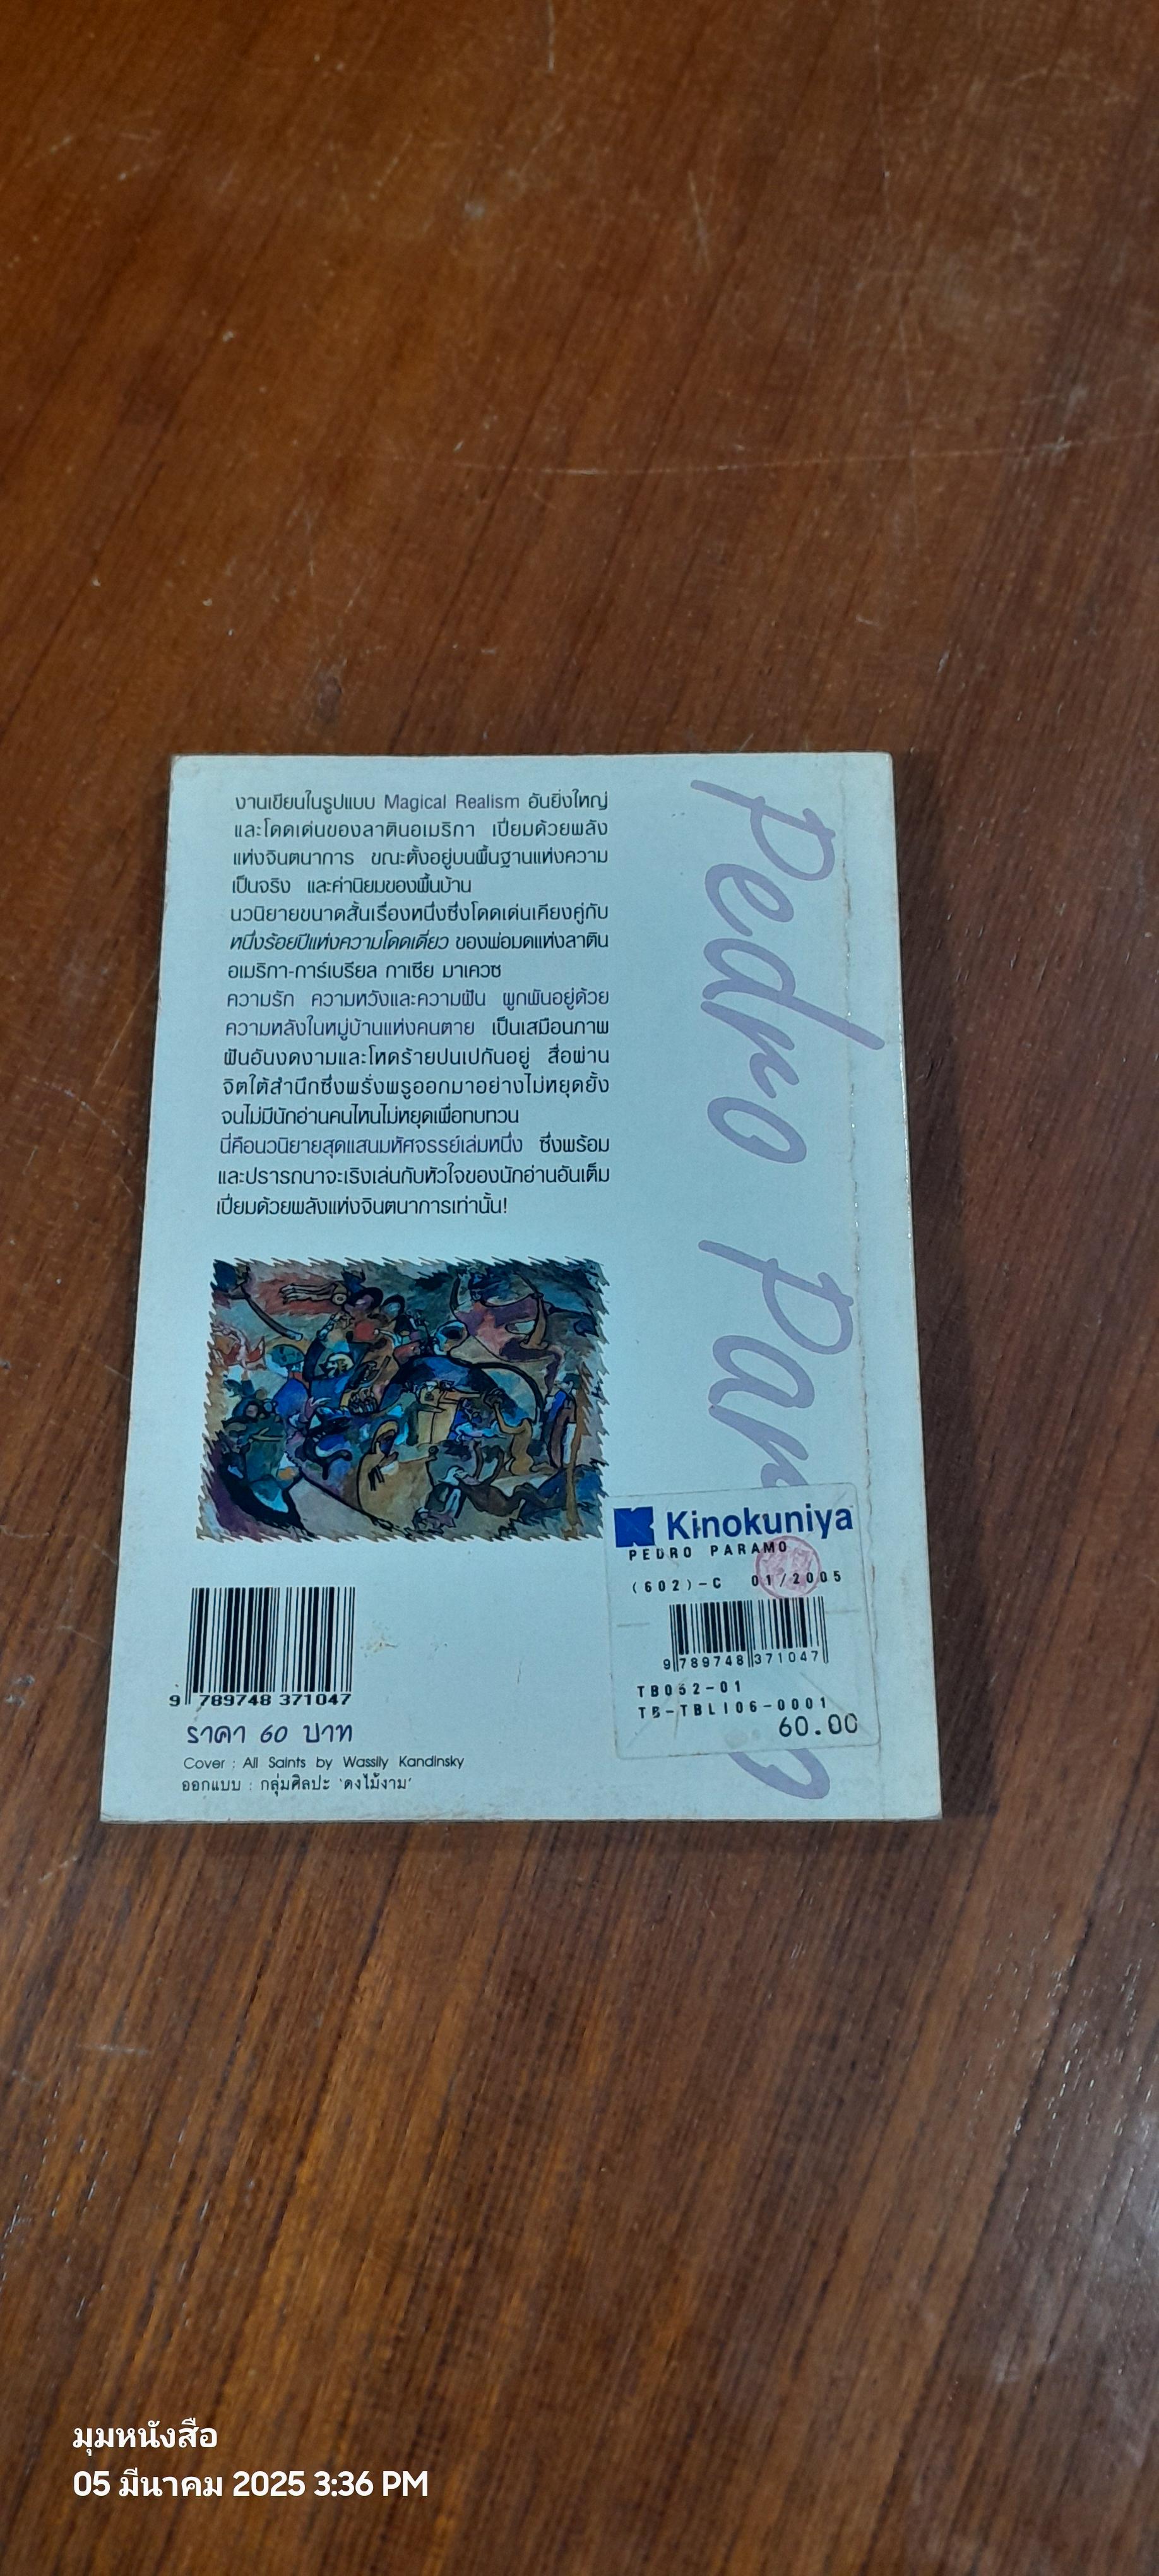 งานเขียนในรูปแบบ Magical Realism อันยิ่งใหญ่
และโดดเด่นของลาตินอเมริกา เปี่ยมด้วยพลัง
แห่งจินตนาการ ขณะตั้งอยู่บนพื้นฐานแห่งความ
เป็นจริง และค่านิยมของพื้นบ้าน
นวนิยายขนาดสั้นเรื่องหนึ่งซึ่งโดดเด่นเคียงคู่กับ
หนึ่งร้อยปีแห่งความโดดเดี่ยว ของพ่อมดแห่งลาติน
อเมริกา-การ์เบรียล กาเซีย มาเควซ
ความรัก ความหวังและความฝัน ผูกพันอยู่ด้วย
ความหลังในหมู่บ้านแห่งคนตาย เป็นเสมือนภาพ
ฝันอันงดงามและโหดร้ายปนเปกันอยู่ สื่อผ่าน
จิตใต้สำนึกซึ่งพรั่งพรูออกมาอย่างไม่หยุดยั้ง
จนไม่มีนักอ่านคนไหนไม่หยุดเพื่อทบทวน
นี่คือนวนิยายสุดแสนมหัศจรรย์เล่มหนึ่ง ซึ่งพร้อม
และปรารถนาจะเริงเล่นกับหัวใจของนักอ่านอันเต็ม
เปี่ยมด้วยพลังแห่งจินตนาการเท่านั้น!
Pedro Par o
Kinokuniya
PEDRO PARAMO
(602)-C 01/2005
9 789748 371047
TB052-01
TB-TBLI06-0001
60.00
9 789748 371047
ราคา 60 บาท
Cover : All Saints by Wassily Kandinsky
ออกแบบ : กลุ่มศิลปะ 'ดงไม้งาม'
มุมหนังสือ
05 มีนาคม 2025 3:36 PM